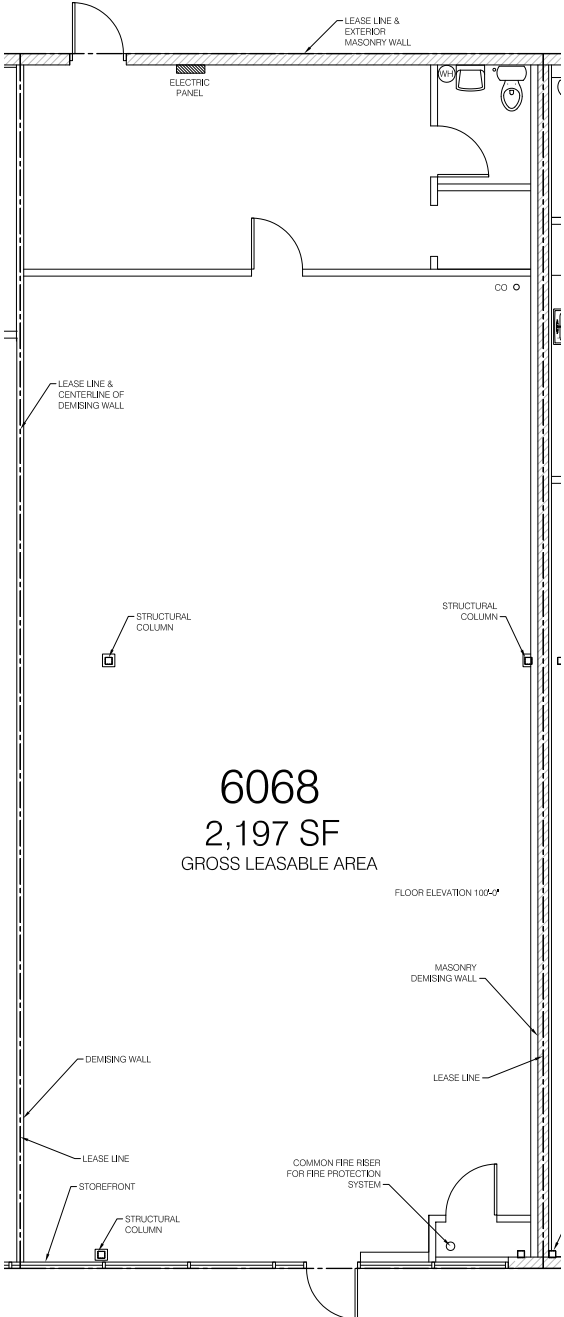 LEASE LINE &
EXTERIOR
MASONRY WALL
ELECTRIC
PANEL
WH
CO
LEASE LINE &
CENTERLINE OF
DEMISING WALL
STRUCTURAL
COLUMN
STRUCTURAL
COLUMN
6068
2,197 SF
GROSS LEASABLE AREA
FLOOR ELEVATION 100'-0"
MASONRY
DEMISING WALL
DEMISING WALL
LEASE LINE
LEASE LINE
COMMON FIRE RISER
FOR FIRE PROTECTION
SYSTEM
STOREFRONT
STRUCTURAL
COLUMN